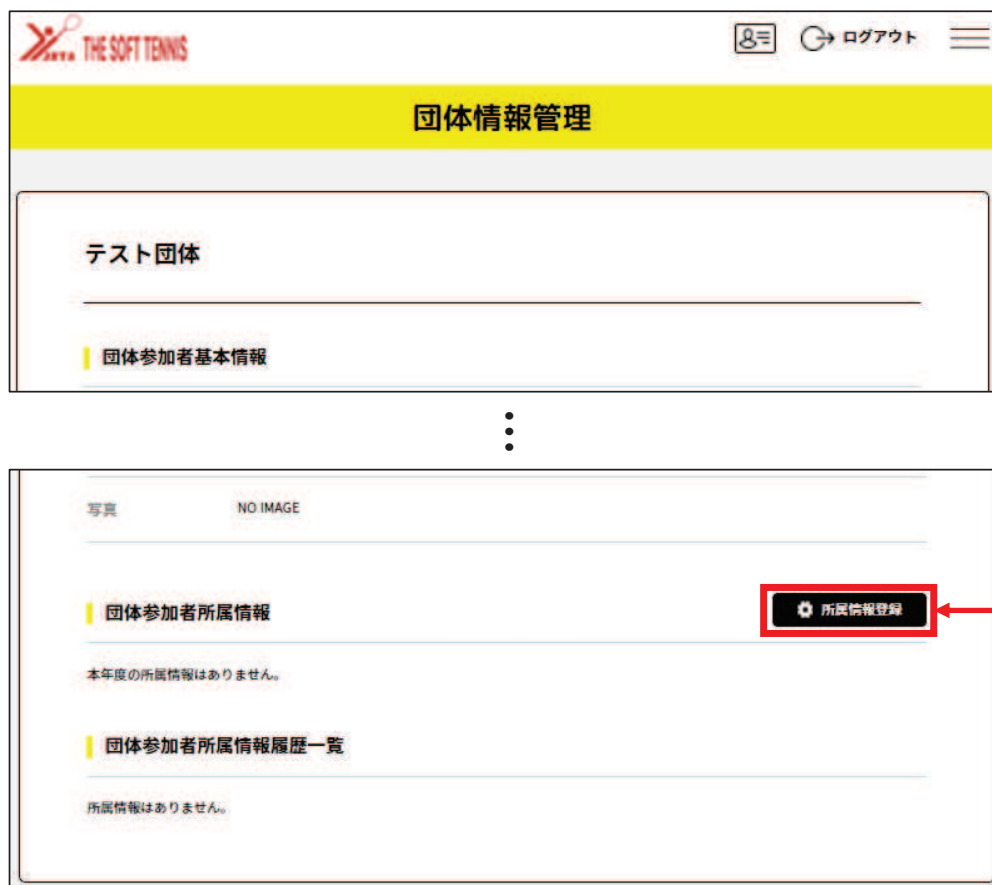 THE SOFT TENNIS
ログアウト
団体情報管理
テスト団体
団体参加者基本情報
写真 NO IMAGE
団体参加者所属情報
所属情報登録
本年度の所属情報はありません。
団体参加者所属情報履歴一覧
所属情報はありません。